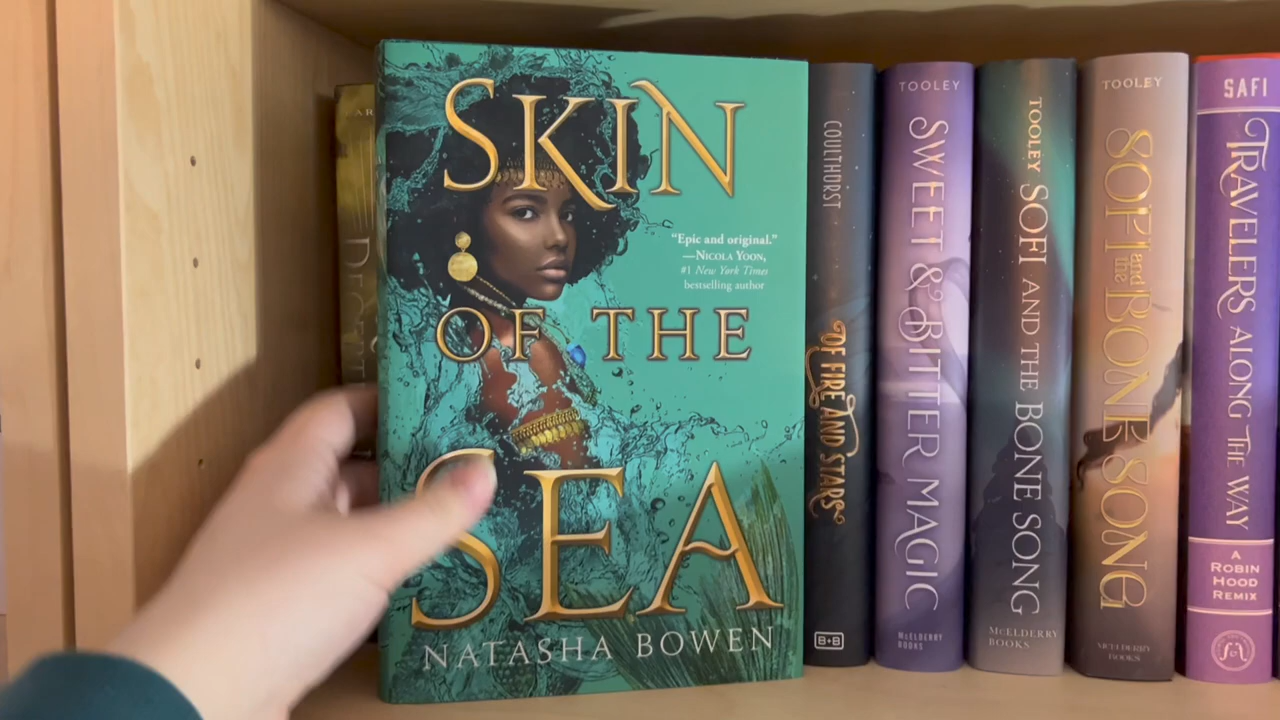 SKIN
OF THE
SEA
"Epic and original."
—NICOLA YOON,
#1 New York Times
bestselling author
NATASHA BOWEN
COULTHURST
OF FIRE AND STARS
B+B
TOOLEY
SWEET & BITTER MAGIC
McELDERRY
BOOKS
TOOLEY
SOFI AND THE BONE SONG
McELDERRY
BOOKS
TOOLEY
SOFI and the BONE SONG
McELDERRY
BOOKS
SAFI
TRAVELERS ALONG THE WAY
A
ROBIN
HOOD
REMIX